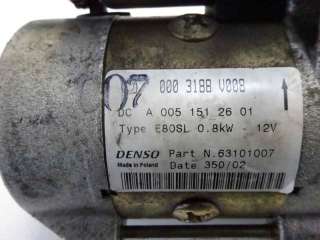 07 000 3188 V008
DC A 005 151 26 01
Type E80SL 0.8kW - 12V
DENSO Part N.63101007
Made in Poland Date 350/02